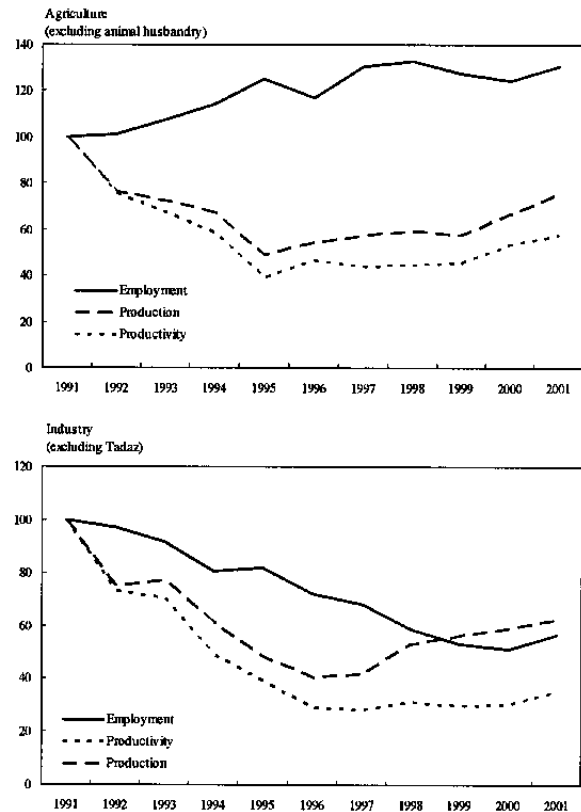 Agriculture
(excluding animal husbandry)
140
120
100
80
60
40
20
0
Employment
Production
Productivity
1991 1992 1993 1994 1995 1996 1997 1998 1999 2000 2001
Industry
(excluding Tadaz)
120
100
80
60
40
20
0
Employment
Productivity
Production
1991 1992 1993 1994 1995 1996 1997 1998 1999 2000 2001